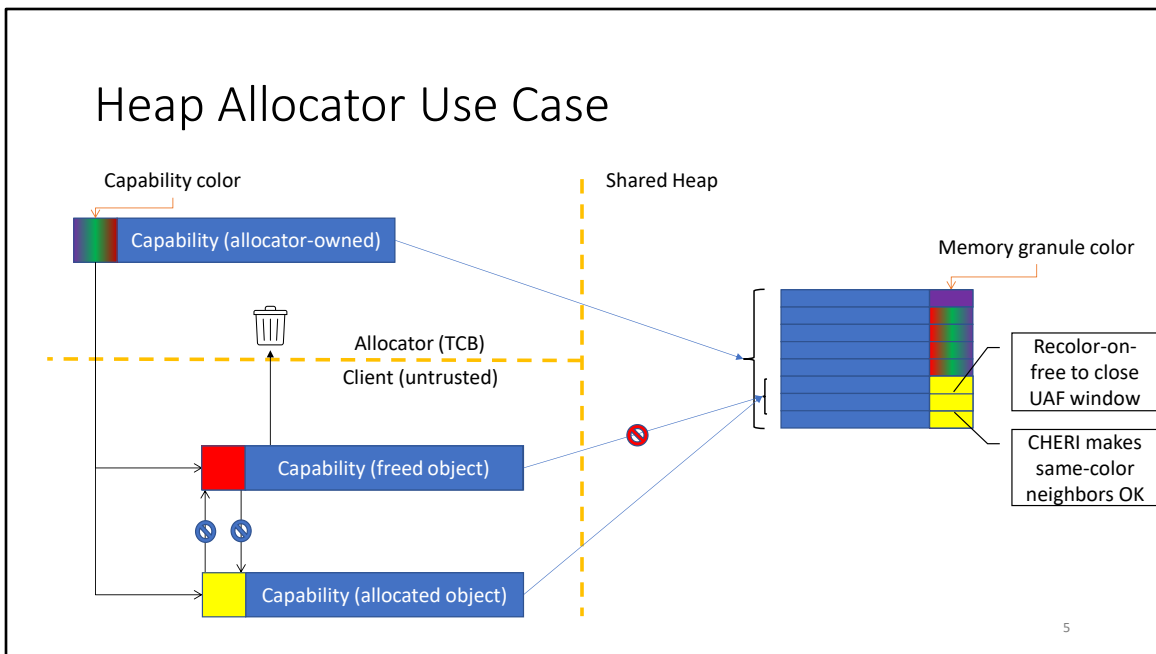 Heap Allocator Use Case
Capability color
Shared Heap
Capability (allocator-owned)
Memory granule color
Allocator (TCB)
Client (untrusted)
Recolor-on-
free to close
UAF window
Capability (freed object)
CHERI makes
same-color
neighbors OK
Capability (allocated object)
5